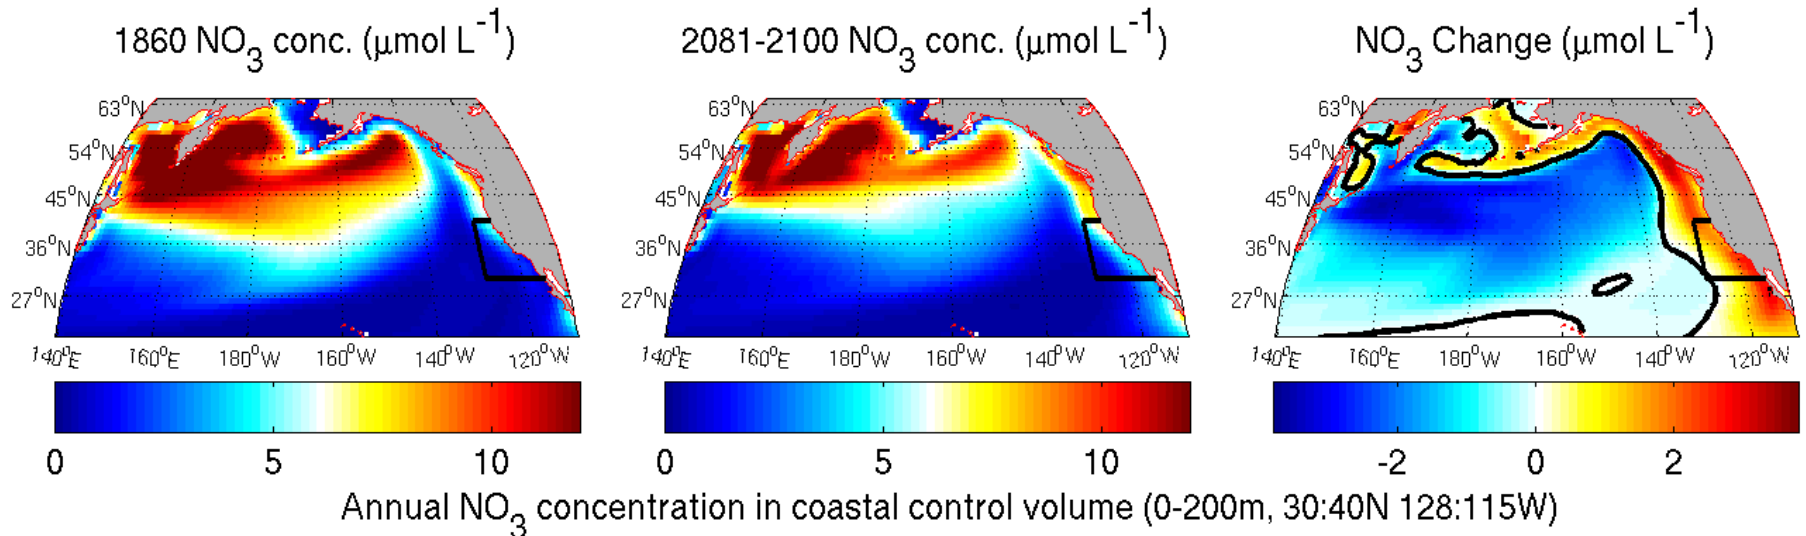 1860 NO3 conc. (μmol L-1) 2081-2100 NO3 conc. (μmol L-1) NO3 Change (μmol L-1)
63°N 63°N 63°N
54°N 54°N 54°N
45°N 45°N 45°N
36°N 36°N 36°N
27°N 27°N 27°N
140°E 160°E 180°W 160°W 140°W 120°W 140°E 160°E 180°W 160°W 140°W 120°W 140°E 160°E 180°W 160°W 140°W 120°W
0 5 10 0 5 10 -2 0 2
Annual NO3 concentration in coastal control volume (0-200m, 30:40N 128:115W)